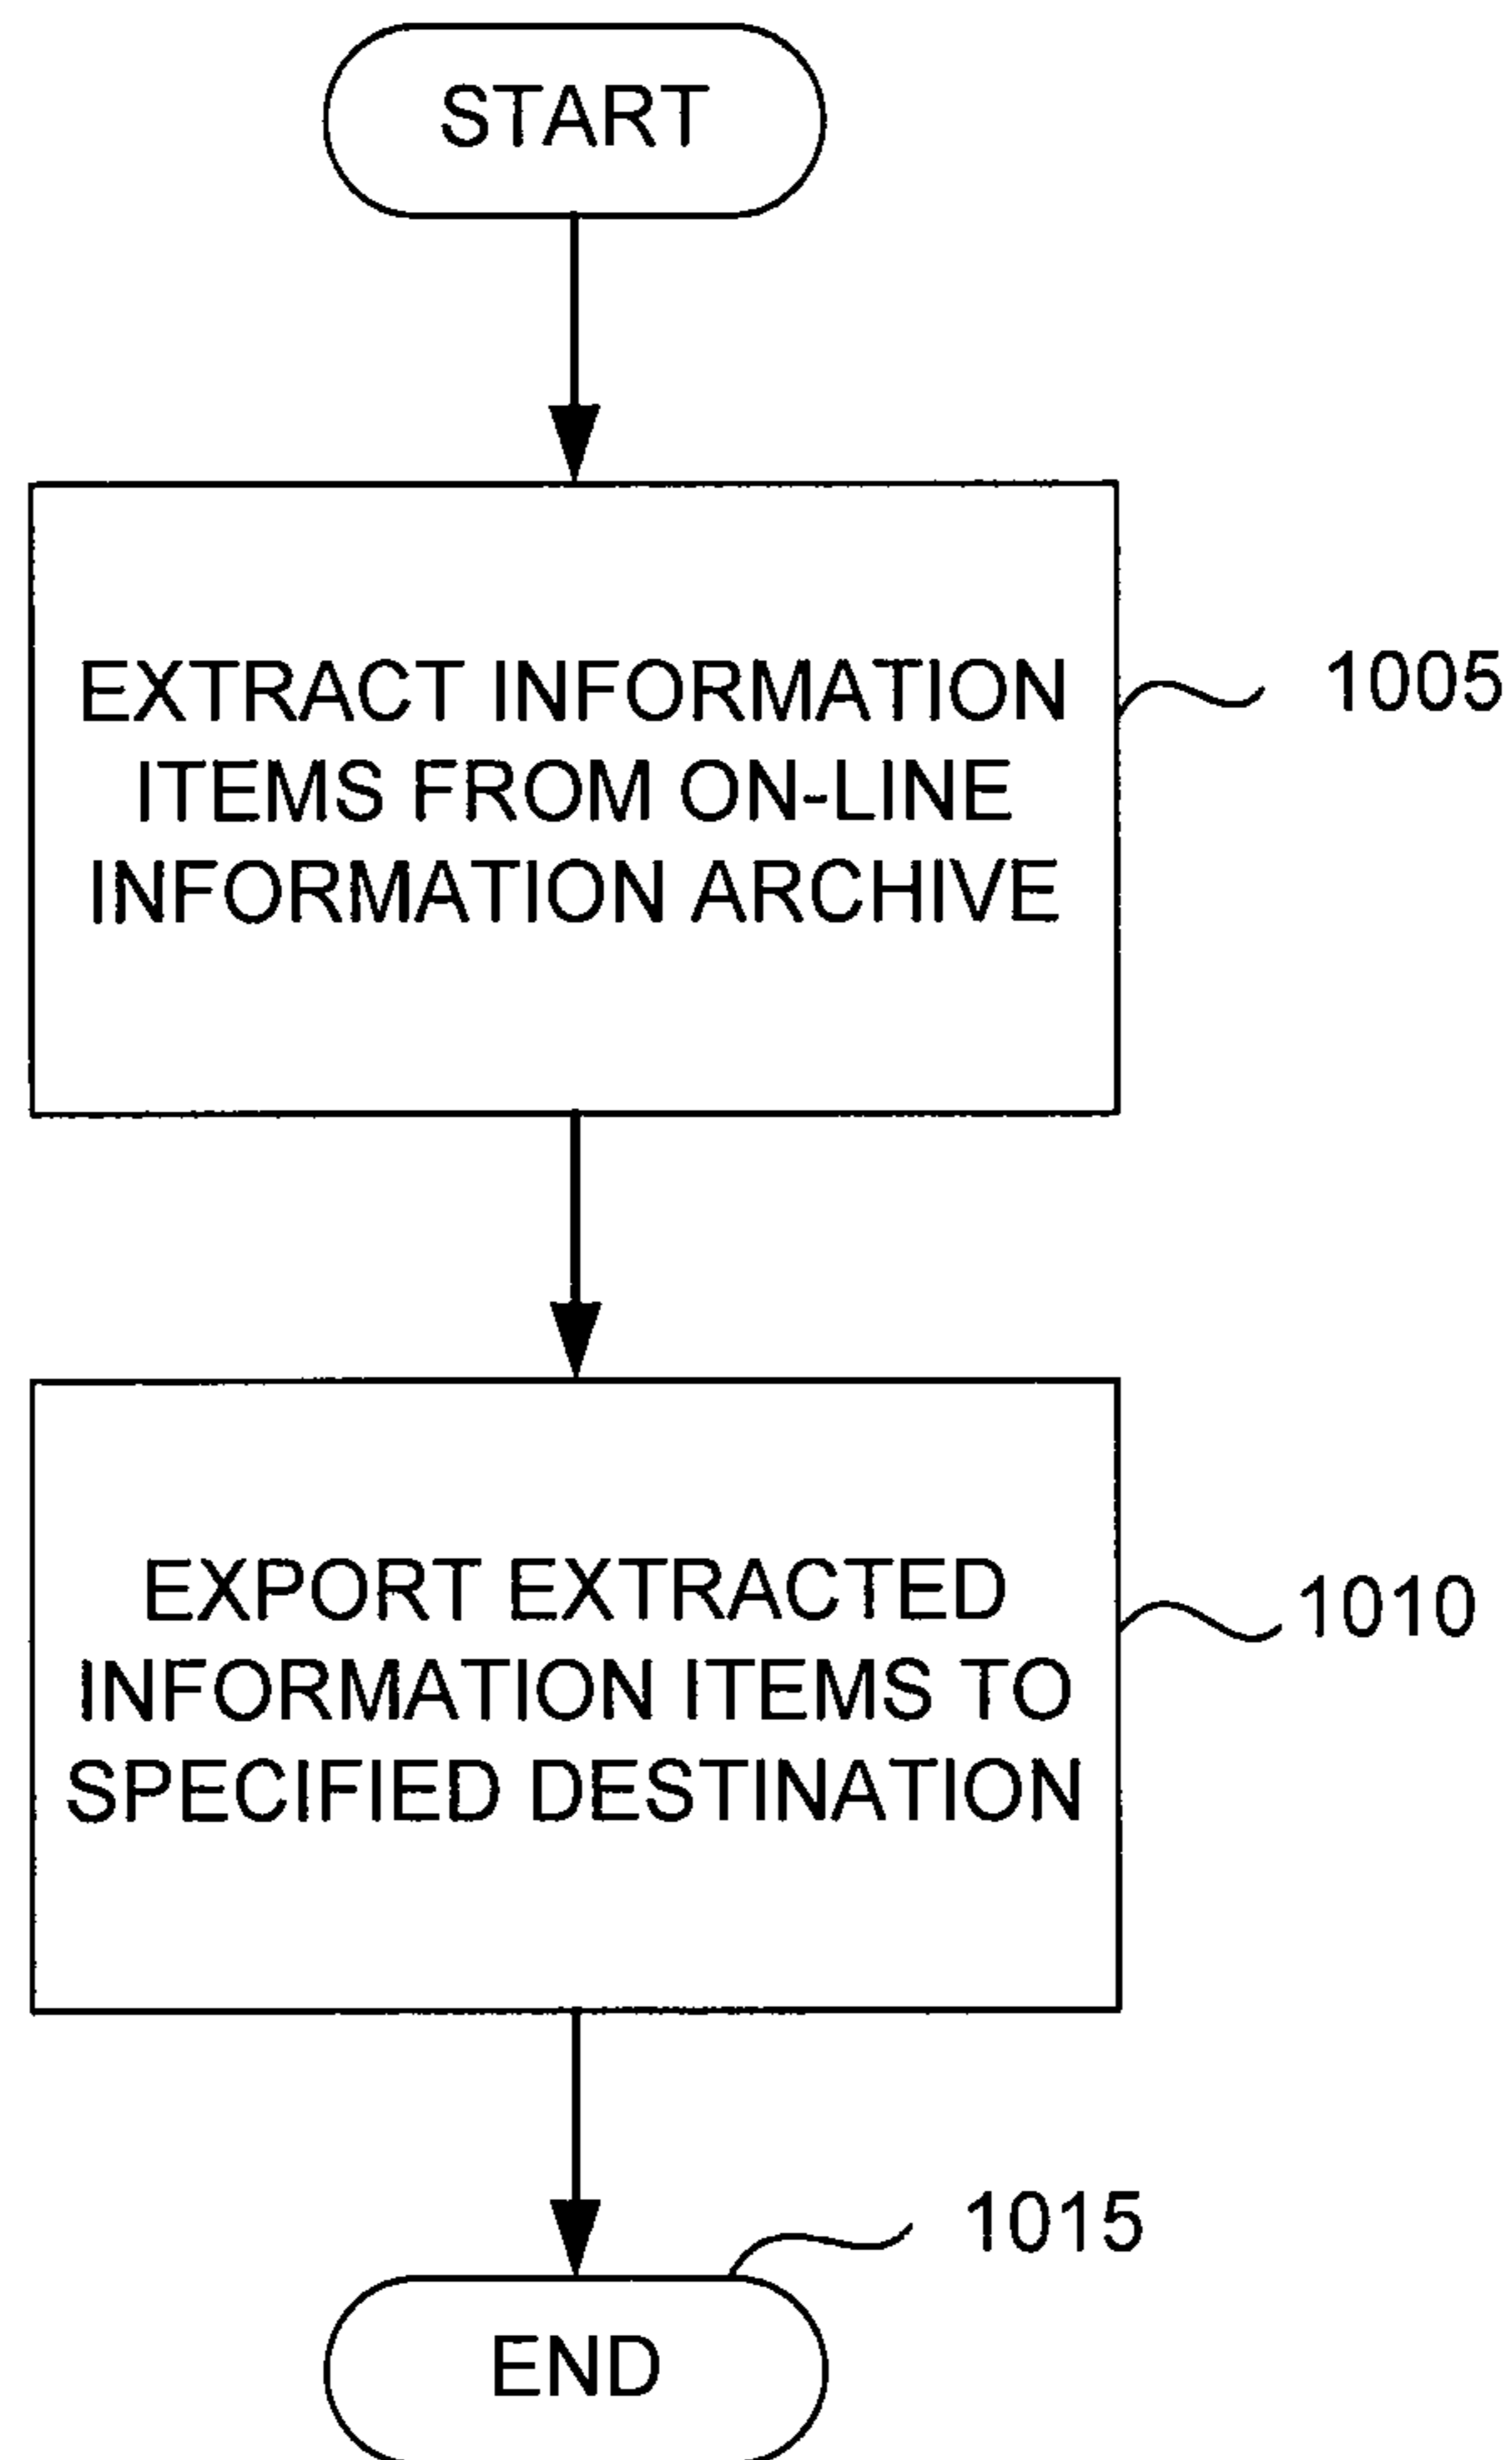 START
EXTRACT INFORMATION
ITEMS FROM ON-LINE
INFORMATION ARCHIVE
1005
EXPORT EXTRACTED
INFORMATION ITEMS TO
SPECIFIED DESTINATION
1010
1015
END